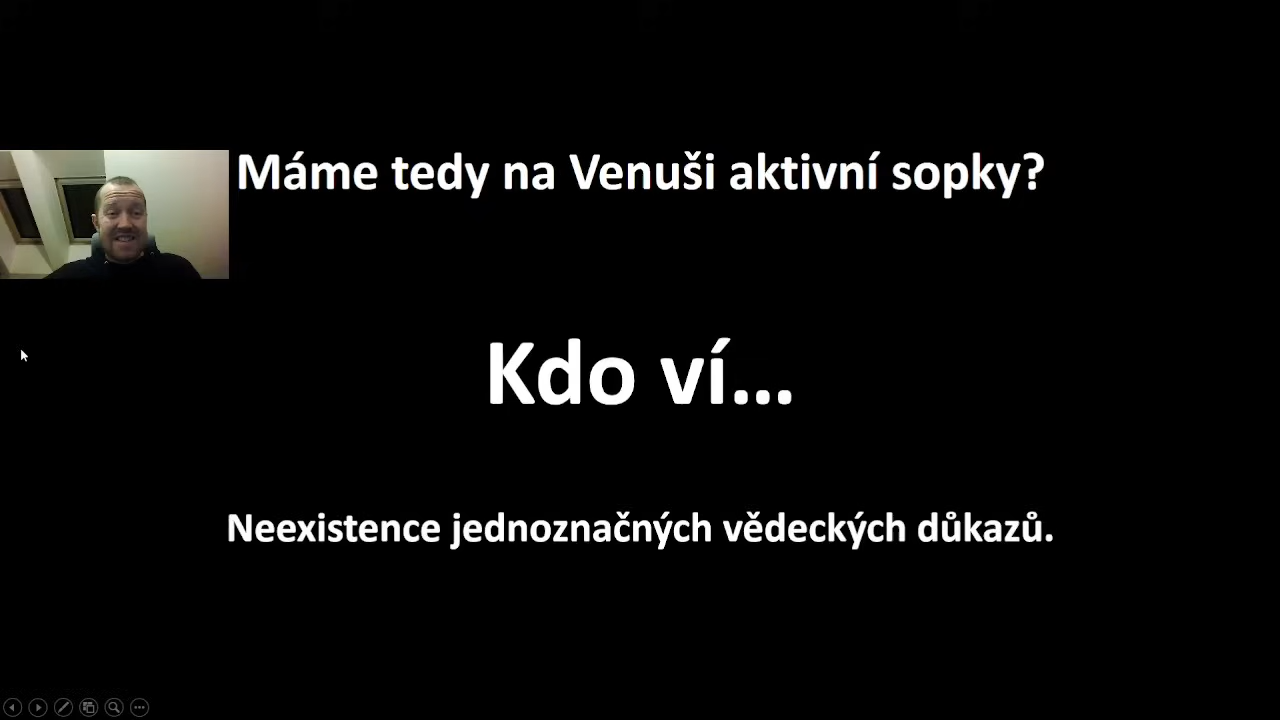 Máme tedy na Venuši aktivní sopky?
Kdo ví...
Neexistence jednoznačných vědeckých důkazů.